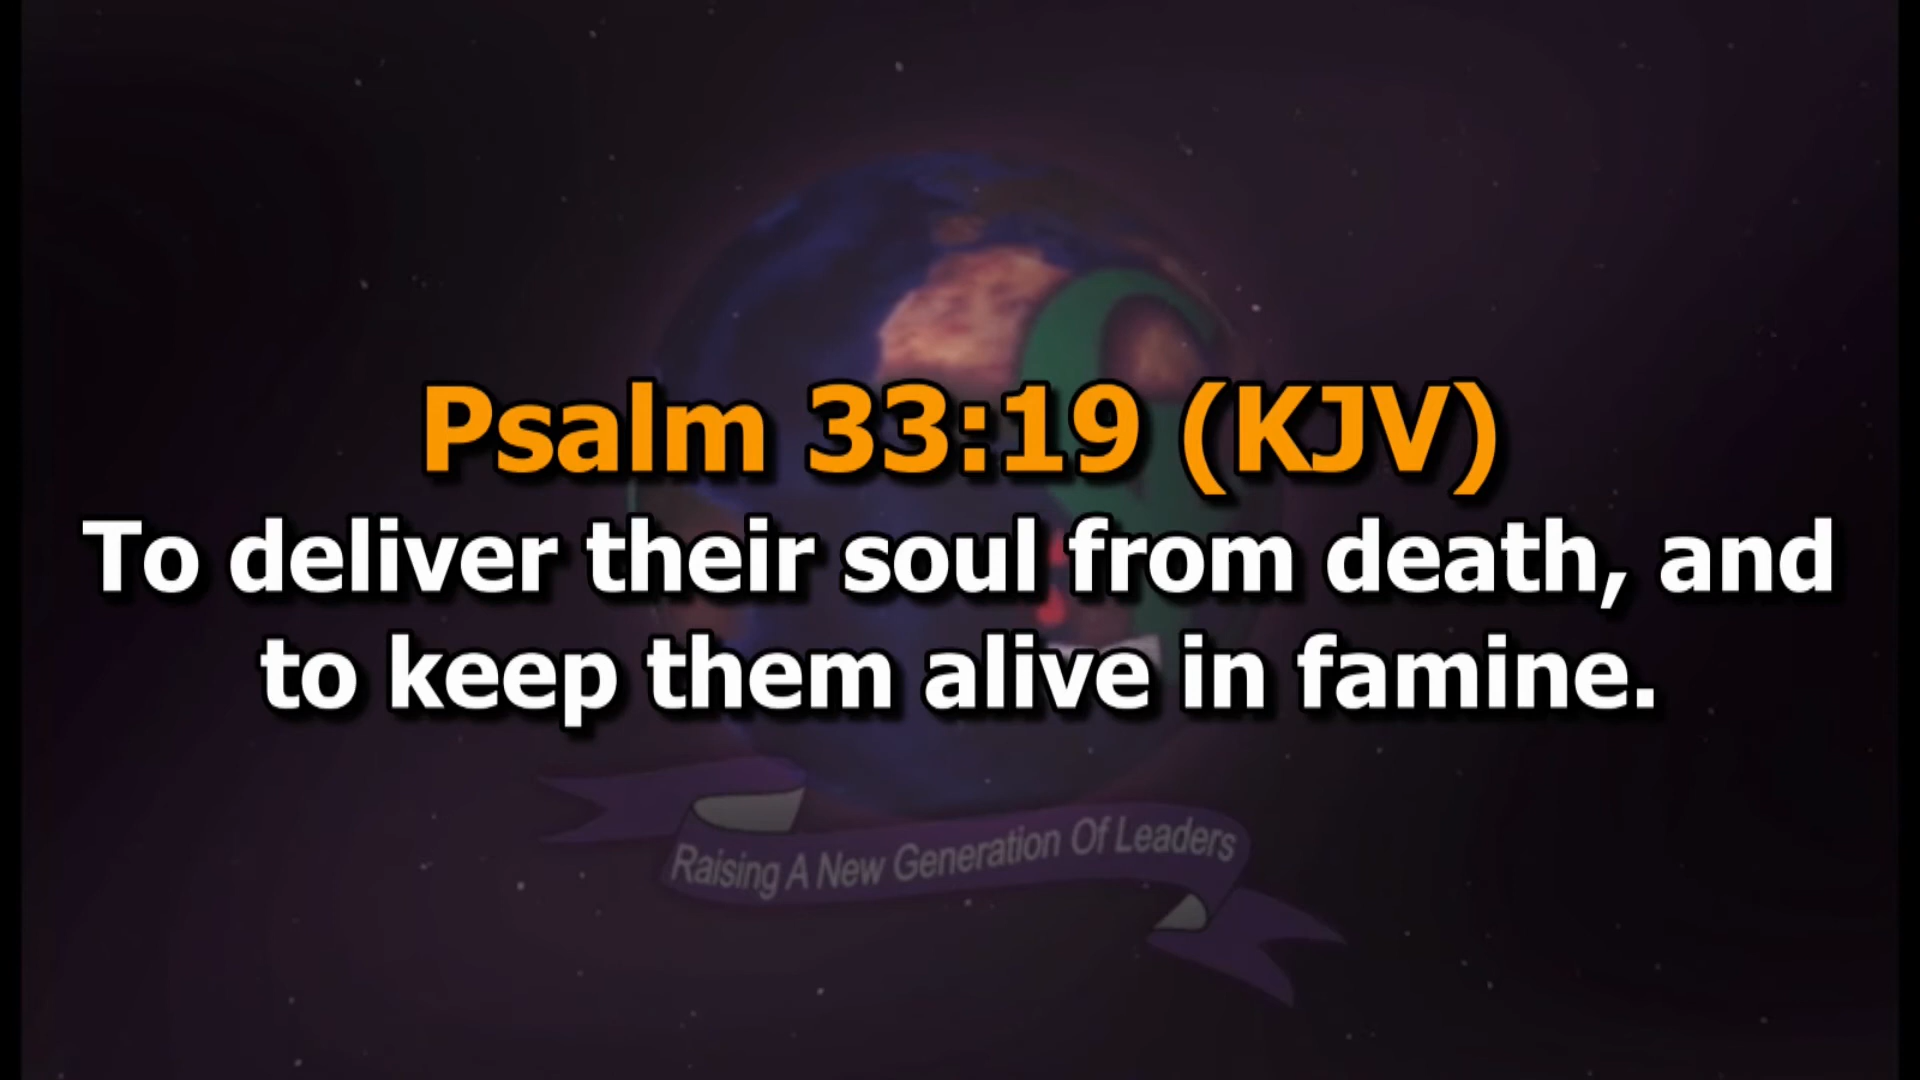 Psalm 33:19 (KJV)
To deliver their soul from death, and
to keep them alive in famine.
Raising A New Generation Of Leaders